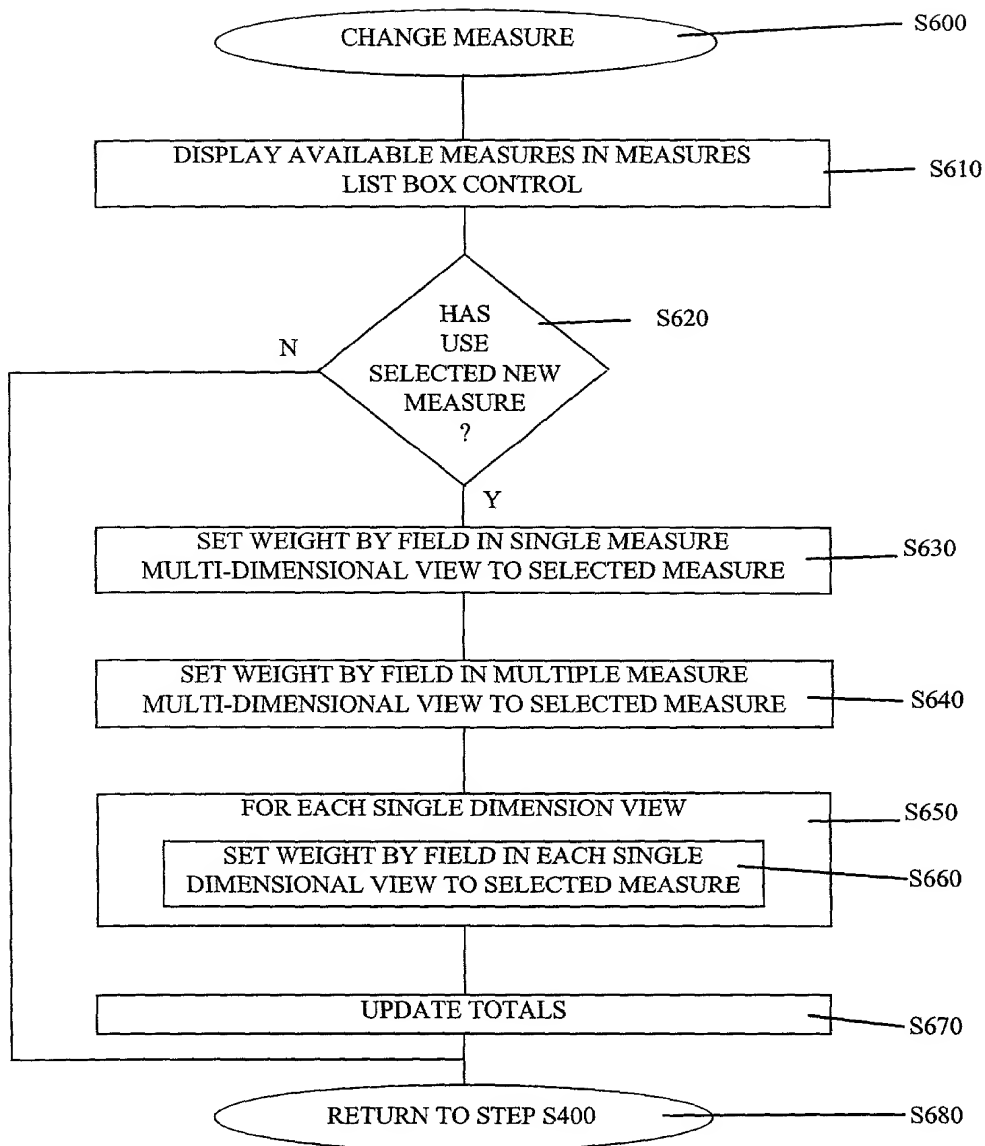 CHANGE MEASURE
S600
DISPLAY AVAILABLE MEASURES IN MEASURES
LIST BOX CONTROL
S610
HAS
USE
SELECTED NEW
MEASURE
?
S620
N
Y
SET WEIGHT BY FIELD IN SINGLE MEASURE
MULTI-DIMENSIONAL VIEW TO SELECTED MEASURE
S630
SET WEIGHT BY FIELD IN MULTIPLE MEASURE
MULTI-DIMENSIONAL VIEW TO SELECTED MEASURE
S640
FOR EACH SINGLE DIMENSION VIEW
S650
SET WEIGHT BY FIELD IN EACH SINGLE
DIMENSIONAL VIEW TO SELECTED MEASURE
S660
UPDATE TOTALS
S670
RETURN TO STEP S400
S680